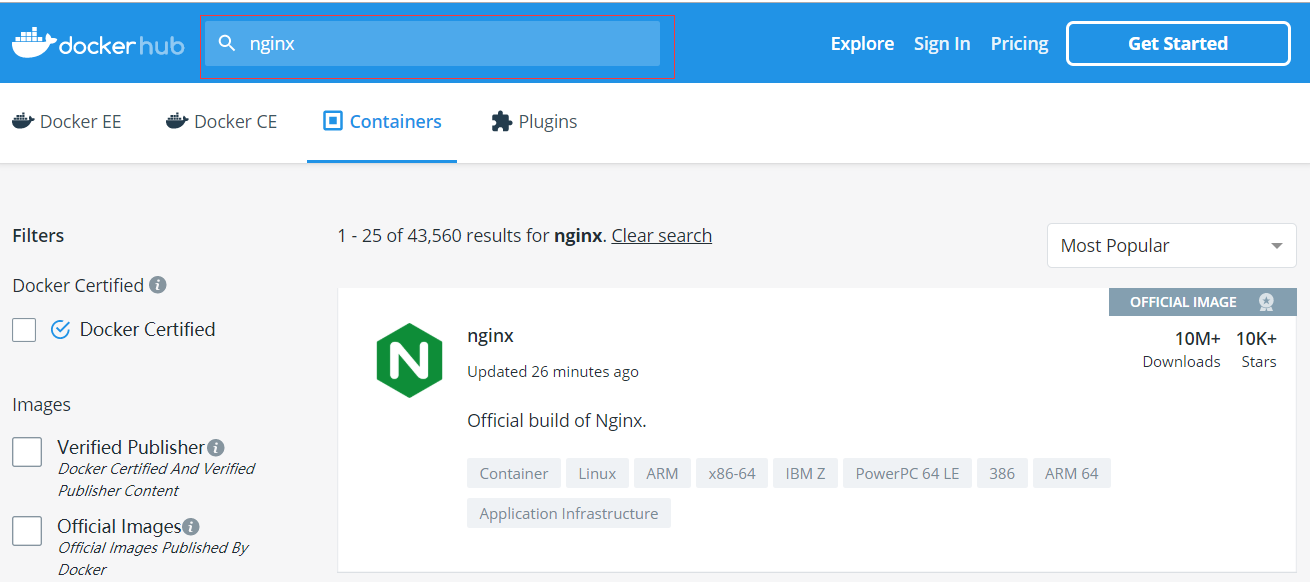 docker hub
nginx
Explore Sign In Pricing Get Started
Docker EE Docker CE Containers Plugins
Filters
1 - 25 of 43,560 results for nginx. Clear search
Most Popular
Docker Certified
Docker Certified
Images
Verified Publisher
Docker Certified And Verified
Publisher Content
Official Images
Official Images Published By
Docker
OFFICIAL IMAGE
N
nginx
10M+ 10K+
Downloads Stars
Updated 26 minutes ago
Official build of Nginx.
Container Linux ARM x86-64 IBM Z PowerPC 64 LE 386 ARM 64
Application Infrastructure